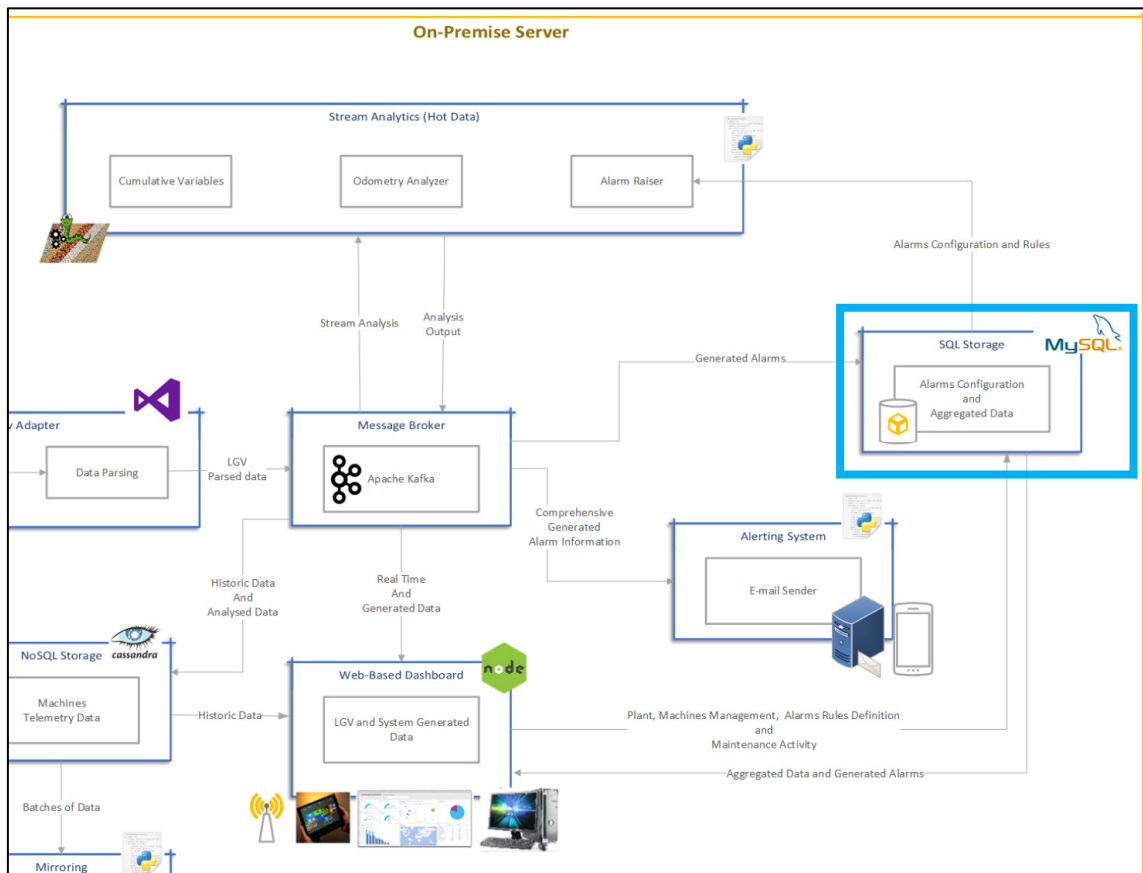 On-Premise Server
Stream Analytics (Hot Data)
Cumulative Variables
Odometry Analyzer
Alarm Raiser
Alarms Configuration and Rules
Stream Analysis
Analysis
Output
Generated Alarms
SQL Storage
MySQL®
Alarms Configuration
and
Aggregated Data
v Adapter
Data Parsing
LGV
Parsed data
Message Broker
Apache Kafka
Comprehensive
Generated
Alarm Information
Alerting System
E-mail Sender
Historic Data
And
Analysed Data
Real Time
And
Generated Data
NoSQL Storage
cassandra
Machines
Telemetry Data
Historic Data
Web-Based Dashboard
node
LGV and System Generated
Data
Plant, Machines Management, Alarms Rules Definition
and
Maintenance Activity
Aggregated Data and Generated Alarms
Batches of Data
Mirroring